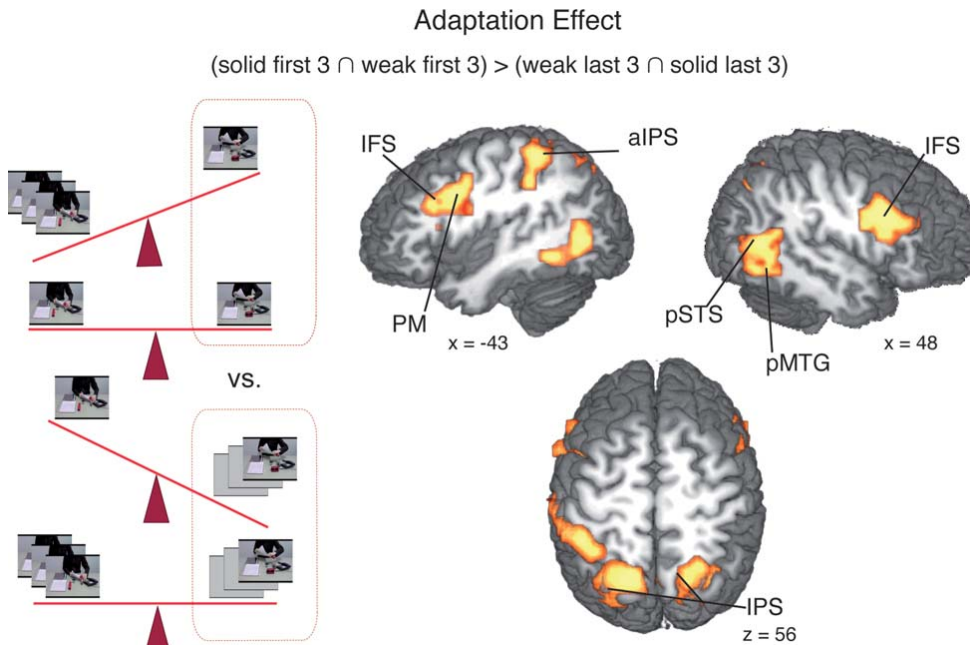 Adaptation Effect
(solid first 3 ∩ weak first 3) > (weak last 3 ∩ solid last 3)
IFS
aIPS
IFS
PM
x = -43
pSTS
pMTG
x = 48
vs.
IPS
z = 56